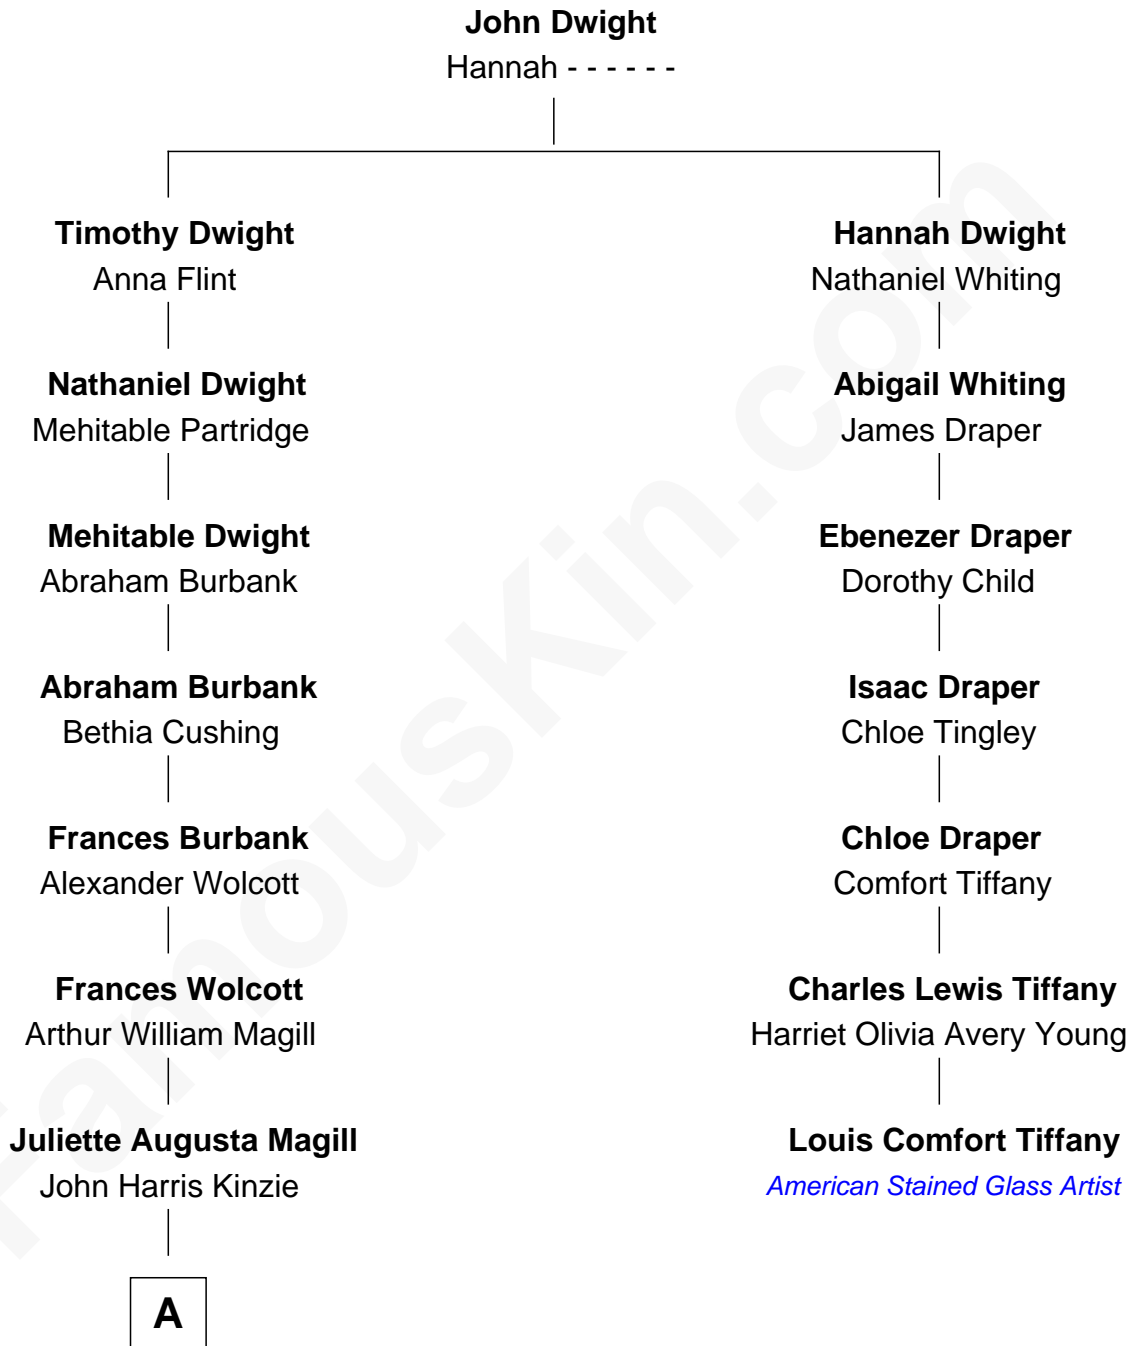 John Dwight
Hannah - - - - - -
Timothy Dwight
Anna Flint
Hannah Dwight
Nathaniel Whiting
Nathaniel Dwight
Mehitable Partridge
Abigail Whiting
James Draper
Mehitable Dwight
Abraham Burbank
Ebenezer Draper
Dorothy Child
Abraham Burbank
Bethia Cushing
Isaac Draper
Chloe Tingley
Frances Burbank
Alexander Wolcott
Chloe Draper
Comfort Tiffany
Frances Wolcott
Arthur William Magill
Charles Lewis Tiffany
Harriet Olivia Avery Young
Juliette Augusta Magill
John Harris Kinzie
Louis Comfort Tiffany
American Stained Glass Artist
A
FamousKin.com